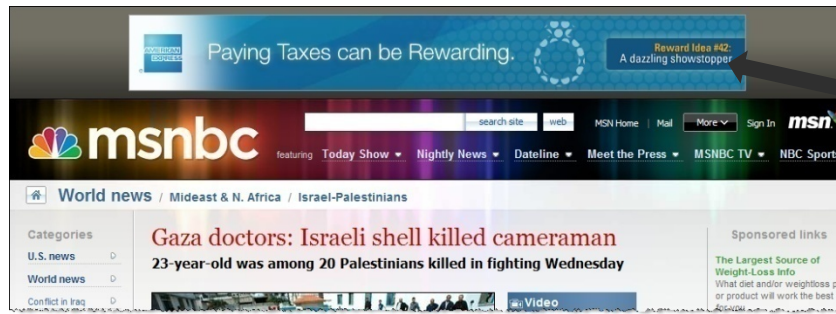 AMERICAN EXPRESS
Paying Taxes can be Rewarding.
Reward Idea #42:
A dazzling showstopper
msnbc
search site
web
MSN Home | Mail
More
Sign In
msn
featuring Today Show Nightly News Dateline Meet the Press MSNBC TV NBC Sport
World news / Mideast & N. Africa / Israel-Palestinians
Categories
U.S. news
World news
Conflict in Iraq
Gaza doctors: Israeli shell killed cameraman
23-year-old was among 20 Palestinians killed in fighting Wednesday
Video
Sponsored links
The Largest Source of
Weight-Loss Info
What diet and/or weightloss p
or product will work the best
for you